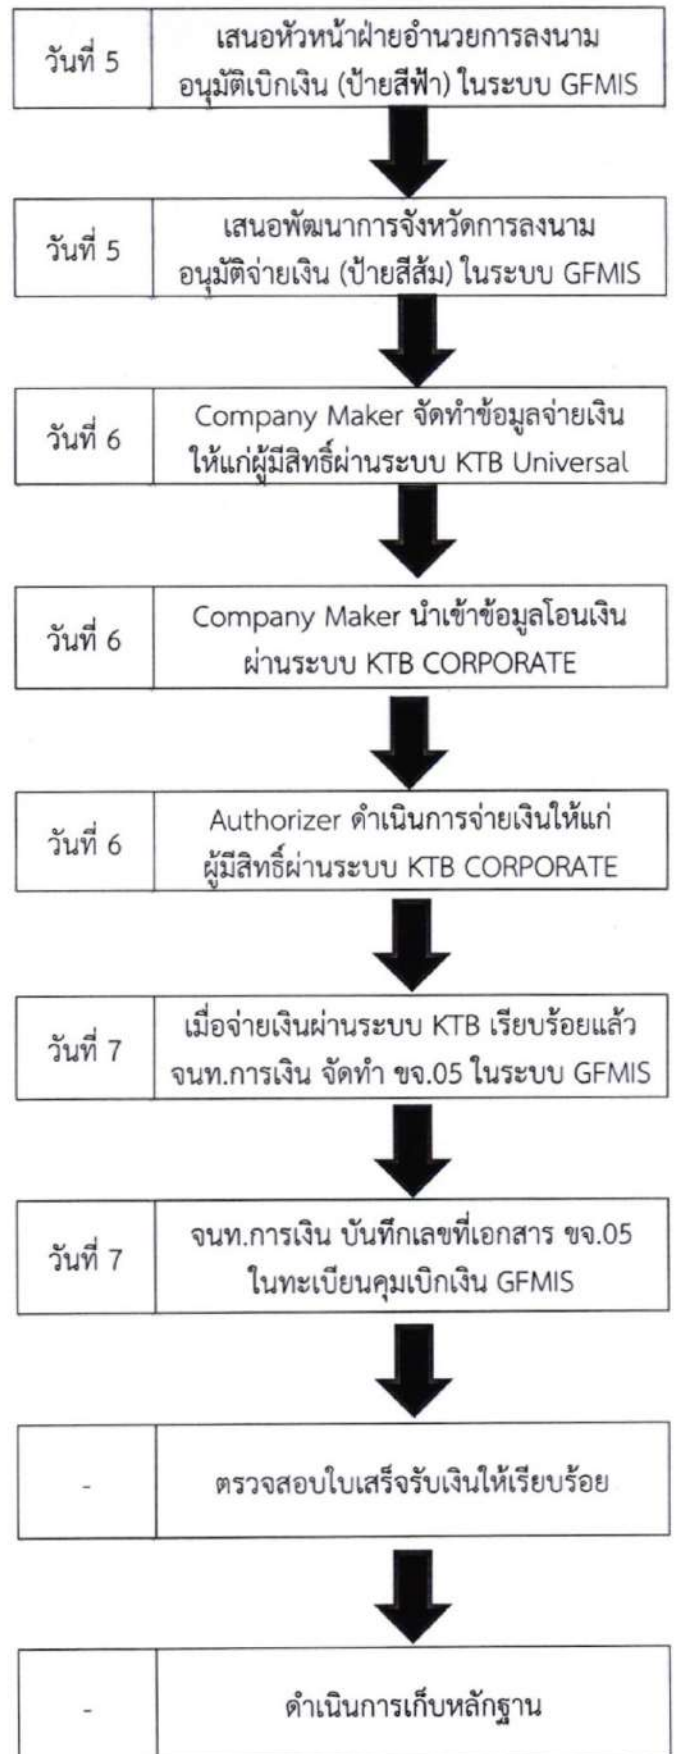 วันที่ 5
เสนอหัวหน้าฝ่ายอำนวยการลงนาม
อนุมัติเบิกเงิน (ป้ายสีฟ้า) ในระบบ GFMIS
วันที่ 5
เสนอพัฒนาการจังหวัดการลงนาม
อนุมัติจ่ายเงิน (ป้ายสีส้ม) ในระบบ GFMIS
วันที่ 6
Company Maker จัดทำข้อมูลจ่ายเงิน
ให้แก่ผู้มีสิทธิ์ผ่านระบบ KTB Universal
วันที่ 6
Company Maker นำเข้าข้อมูลโอนเงิน
ผ่านระบบ KTB CORPORATE
วันที่ 6
Authorizer ดำเนินการจ่ายเงินให้แก่
ผู้มีสิทธิ์ผ่านระบบ KTB CORPORATE
วันที่ 7
เมื่อจ่ายเงินผ่านระบบ KTB เรียบร้อยแล้ว
จนท.การเงิน จัดทำ ขจ.05 ในระบบ GFMIS
วันที่ 7
จนท.การเงิน บันทึกเลขที่เอกสาร ขจ.05
ในทะเบียนคุมเบิกเงิน GFMIS
-
ตรวจสอบใบเสร็จรับเงินให้เรียบร้อย
-
ดำเนินการเก็บหลักฐาน